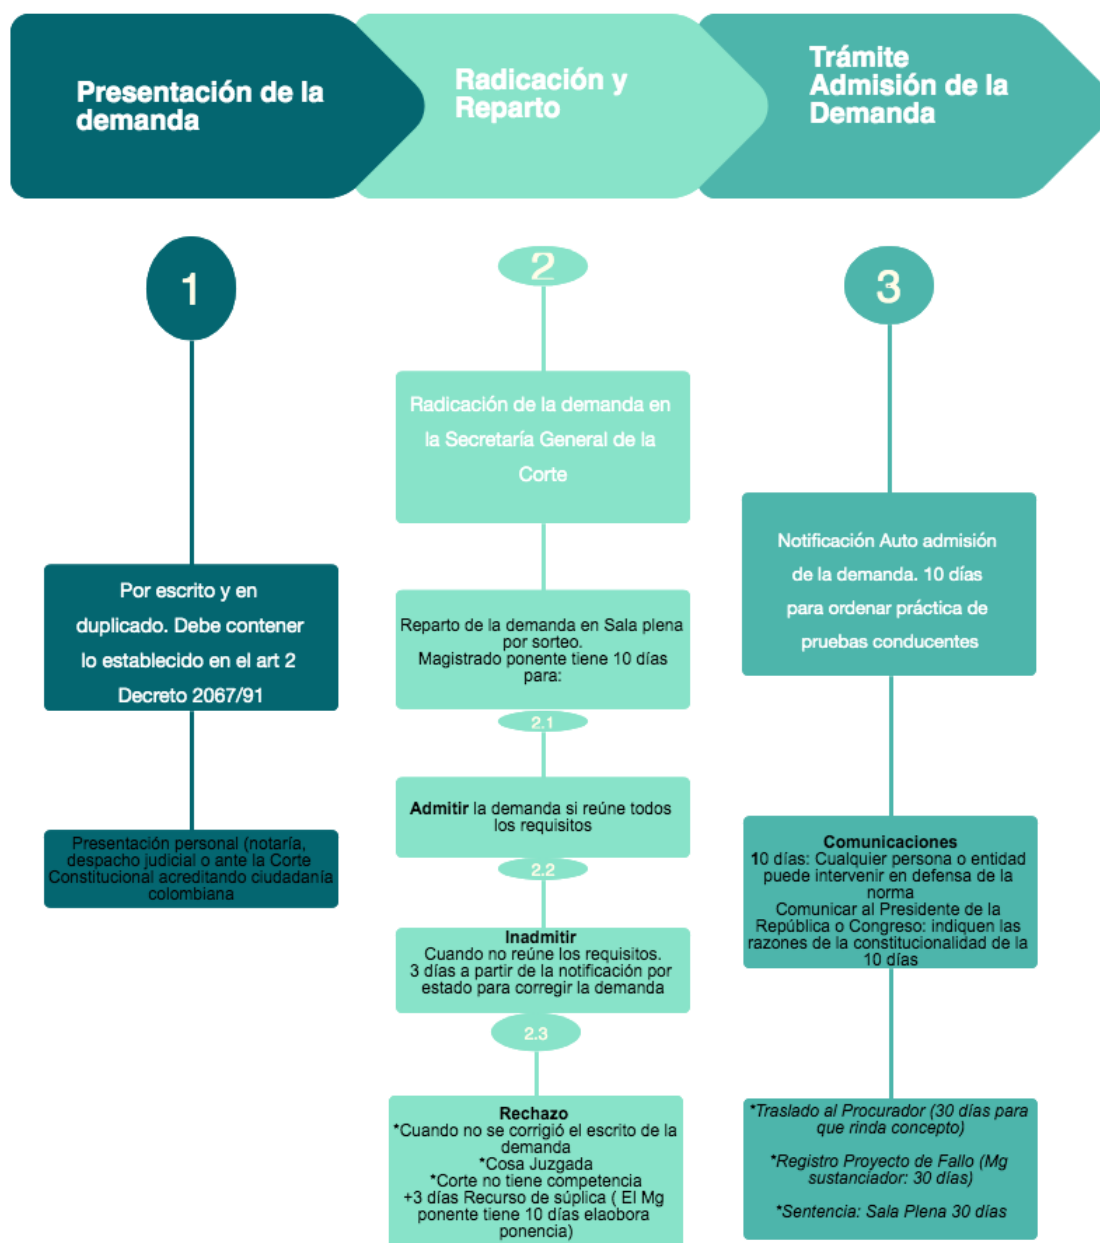 Presentación de la
demanda
Radicación y
Reparto
Trámite
Admisión de la
Demanda
1
Por escrito y en
duplicado. Debe contener
lo establecido en el art 2
Decreto 2067/91
Presentación personal (notaría,
despacho judicial o ante la Corte
Constitucional acreditando ciudadanía
colombiana
2
Radicación de la demanda en
la Secretaría General de la
Corte
Reparto de la demanda en Sala plena
por sorteo.
Magistrado ponente tiene 10 días
para:
2.1
Admitir la demanda si reúne todos
los requisitos
2.2
Inadmitir
Cuando no reúne los requisitos.
3 días a partir de la notificación por
estado para corregir la demanda
2.3
Rechazo
*Cuando no se corrigió el escrito de la
demanda
*Cosa Juzgada
*Corte no tiene competencia
+3 días Recurso de súplica ( El Mg
ponente tiene 10 días elaobora
ponencia)
3
Notificación Auto admisión
de la demanda. 10 días
para ordenar práctica de
pruebas conducentes
Comunicaciones
10 días: Cualquier persona o entidad
puede intervenir en defensa de la
norma
Comunicar al Presidente de la
República o Congreso: indiquen las
razones de la constitucionalidad de la
10 días
*Traslado al Procurador (30 días para
que rinda concepto)
*Registro Proyecto de Fallo (Mg
sustanciador: 30 días)
*Sentencia: Sala Plena 30 días